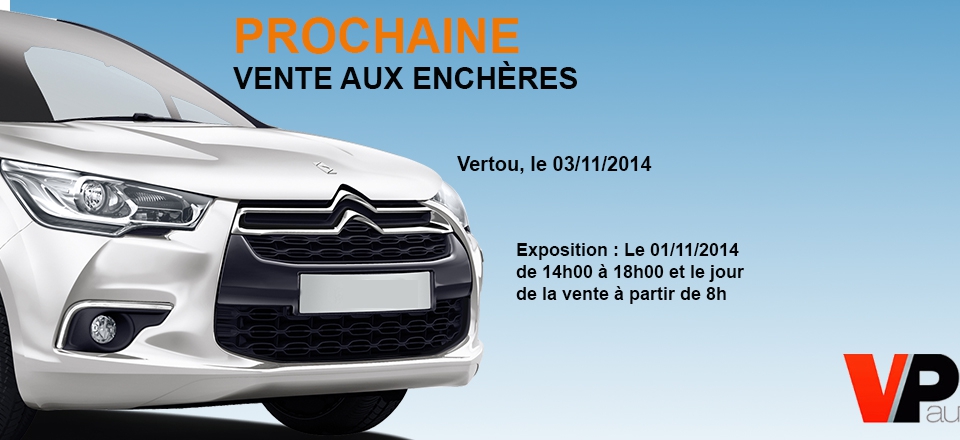 PROCHAINE
VENTE AUX ENCHÈRES
Vertou, le 03/11/2014
Exposition : Le 01/11/2014
de 14h00 à 18h00 et le jour
de la vente à partir de 8h
VP
au